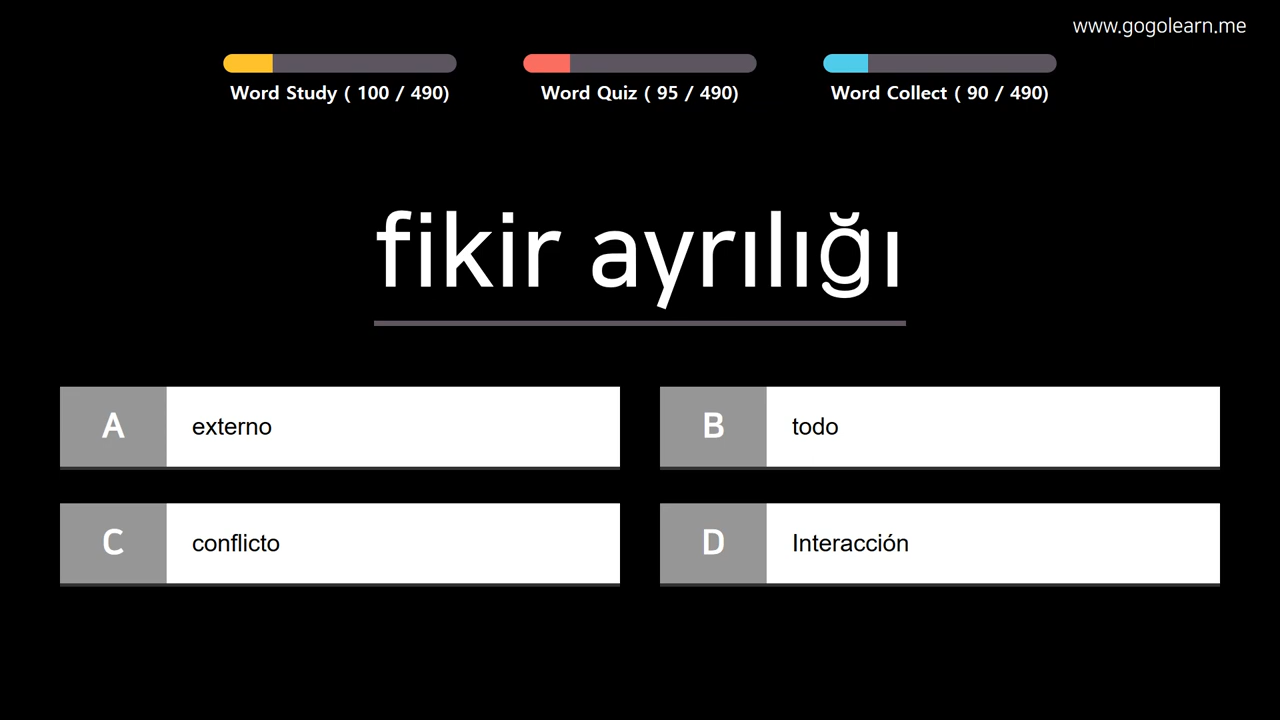 www.gogolearn.me
Word Study ( 100 / 490)
Word Quiz ( 95 / 490)
Word Collect ( 90 / 490)
fikir ayrılığı
A externo
B todo
C conflicto
D Interacción